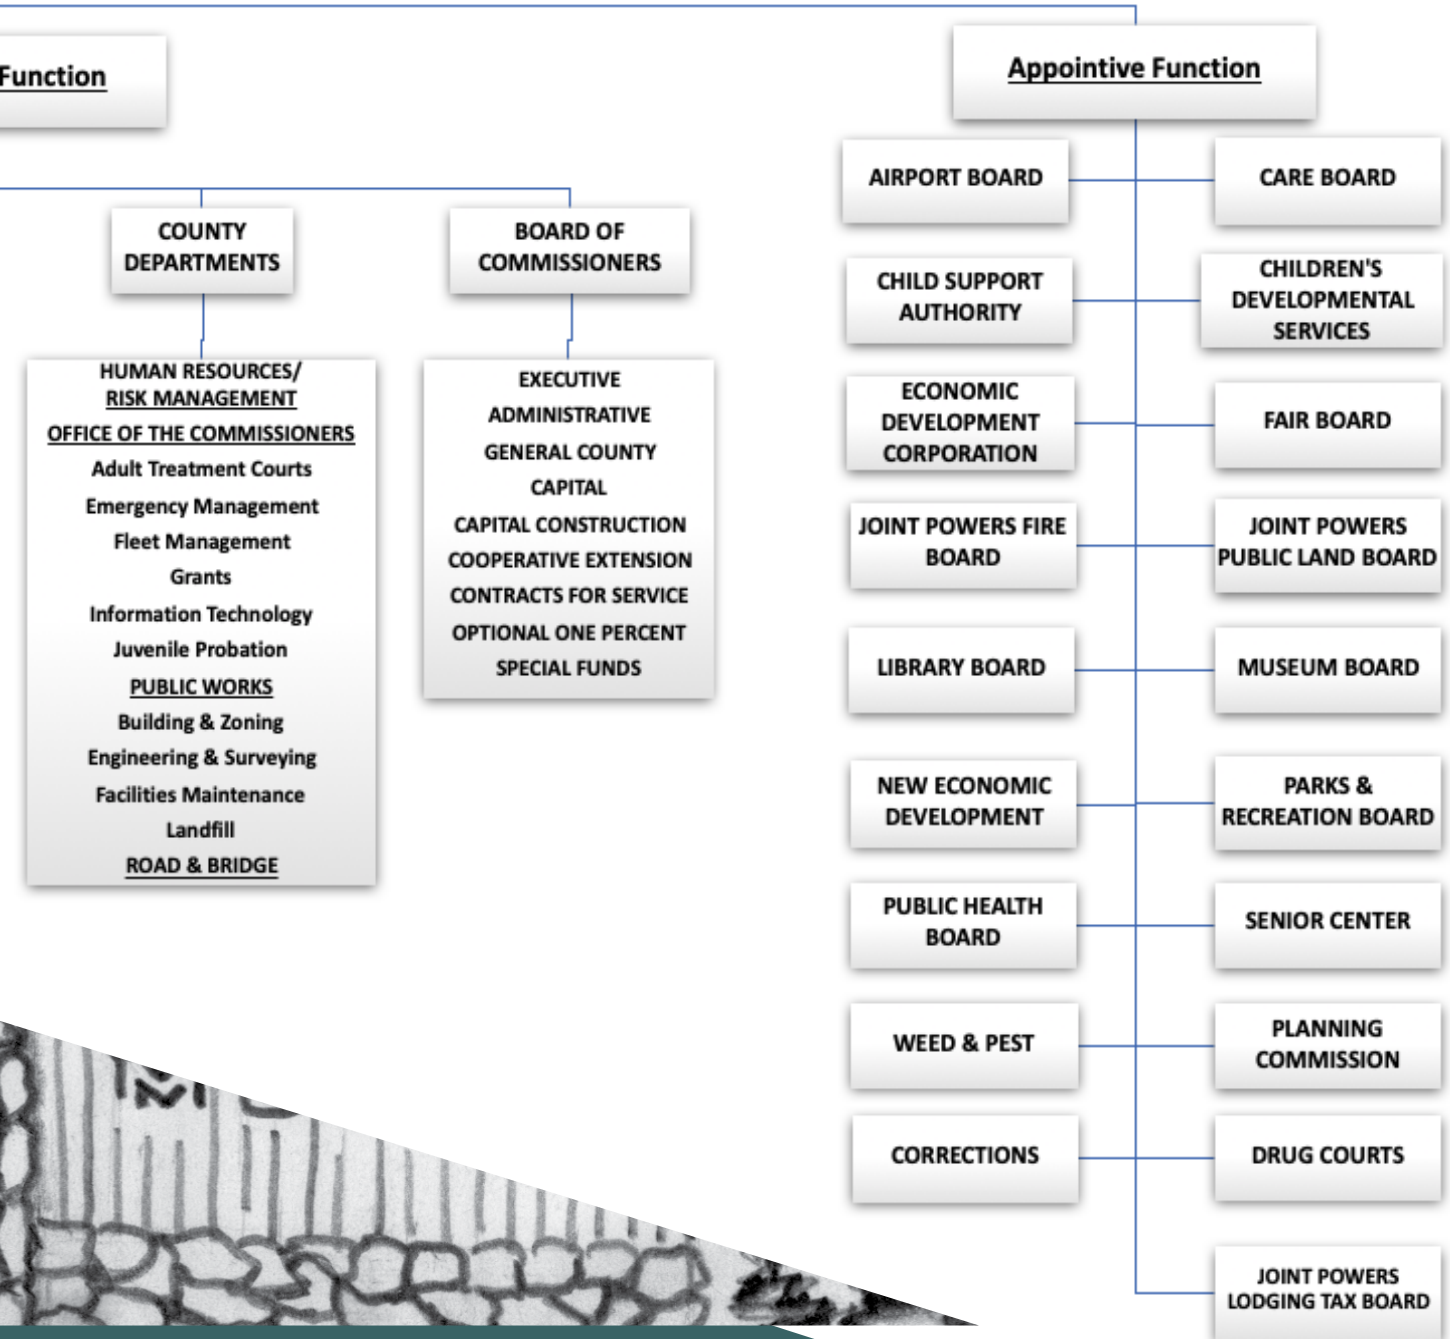 Function
Appointive Function
COUNTY
DEPARTMENTS
BOARD OF
COMMISSIONERS
HUMAN RESOURCES/
RISK MANAGEMENT
OFFICE OF THE COMMISSIONERS
Adult Treatment Courts
Emergency Management
Fleet Management
Grants
Information Technology
Juvenile Probation
PUBLIC WORKS
Building & Zoning
Engineering & Surveying
Facilities Maintenance
Landfill
ROAD & BRIDGE
EXECUTIVE
ADMINISTRATIVE
GENERAL COUNTY
CAPITAL
CAPITAL CONSTRUCTION
COOPERATIVE EXTENSION
CONTRACTS FOR SERVICE
OPTIONAL ONE PERCENT
SPECIAL FUNDS
AIRPORT BOARD
CARE BOARD
CHILD SUPPORT
AUTHORITY
CHILDREN'S
DEVELOPMENTAL
SERVICES
ECONOMIC
DEVELOPMENT
CORPORATION
FAIR BOARD
JOINT POWERS FIRE
BOARD
JOINT POWERS
PUBLIC LAND BOARD
LIBRARY BOARD
MUSEUM BOARD
NEW ECONOMIC
DEVELOPMENT
PARKS &
RECREATION BOARD
PUBLIC HEALTH
BOARD
SENIOR CENTER
WEED & PEST
PLANNING
COMMISSION
CORRECTIONS
DRUG COURTS
JOINT POWERS
LODGING TAX BOARD